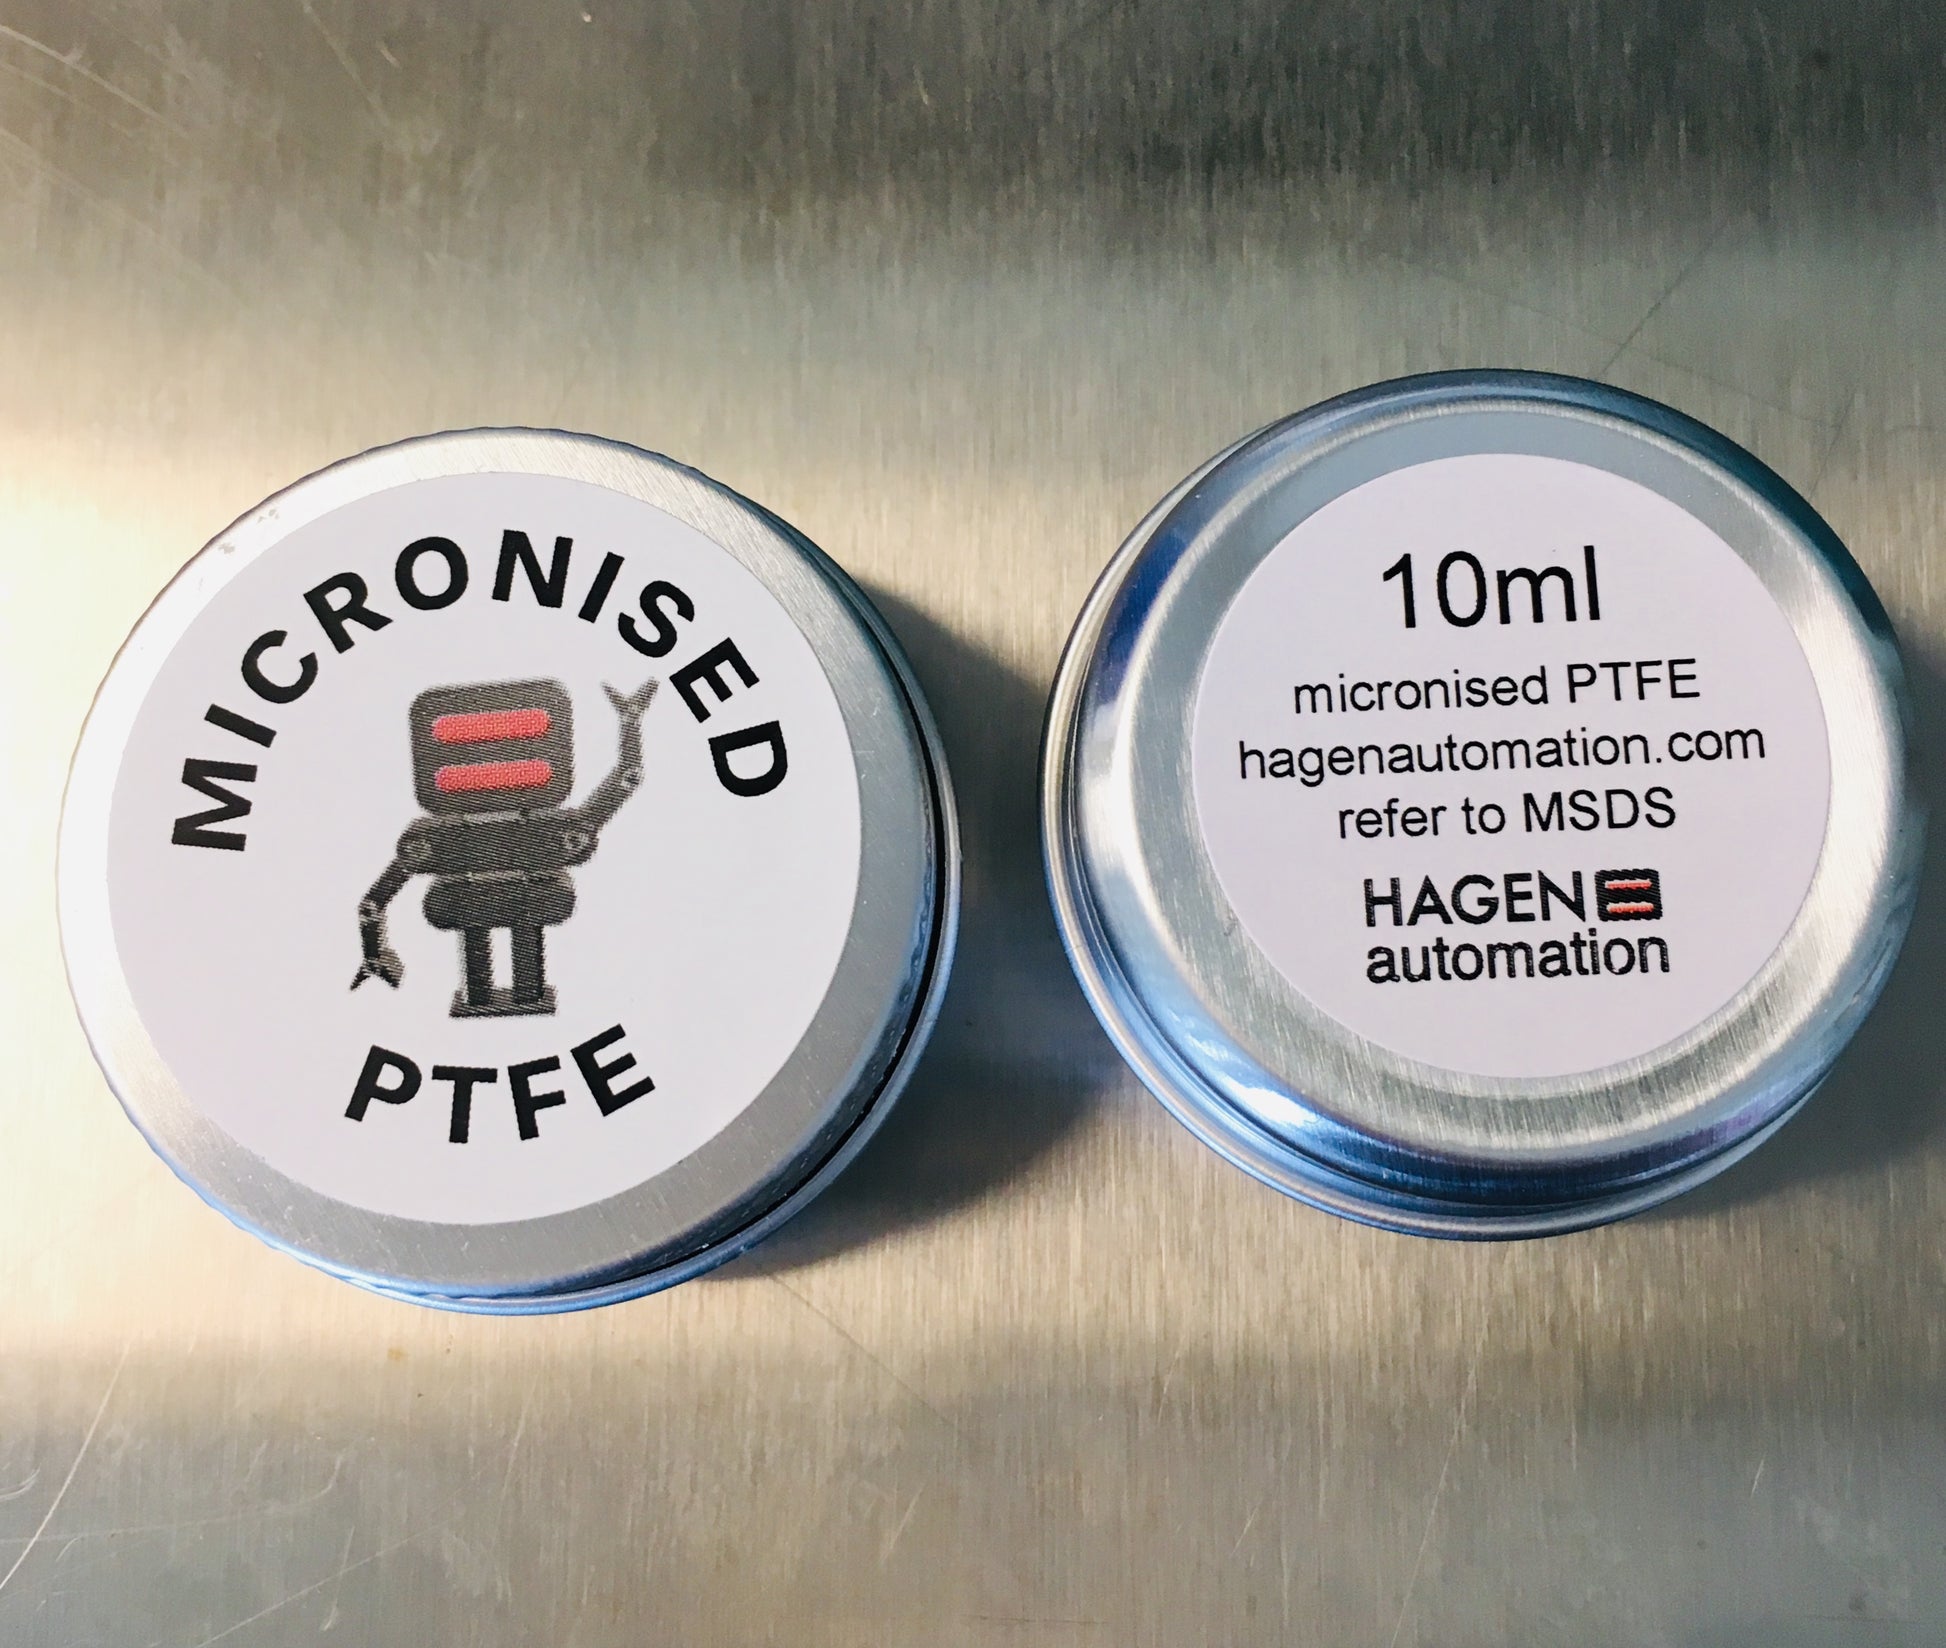 MICRONISED
PTFE
10ml
micronised PTFE
hagenautomation.com
refer to MSDS
HAGEN
automation